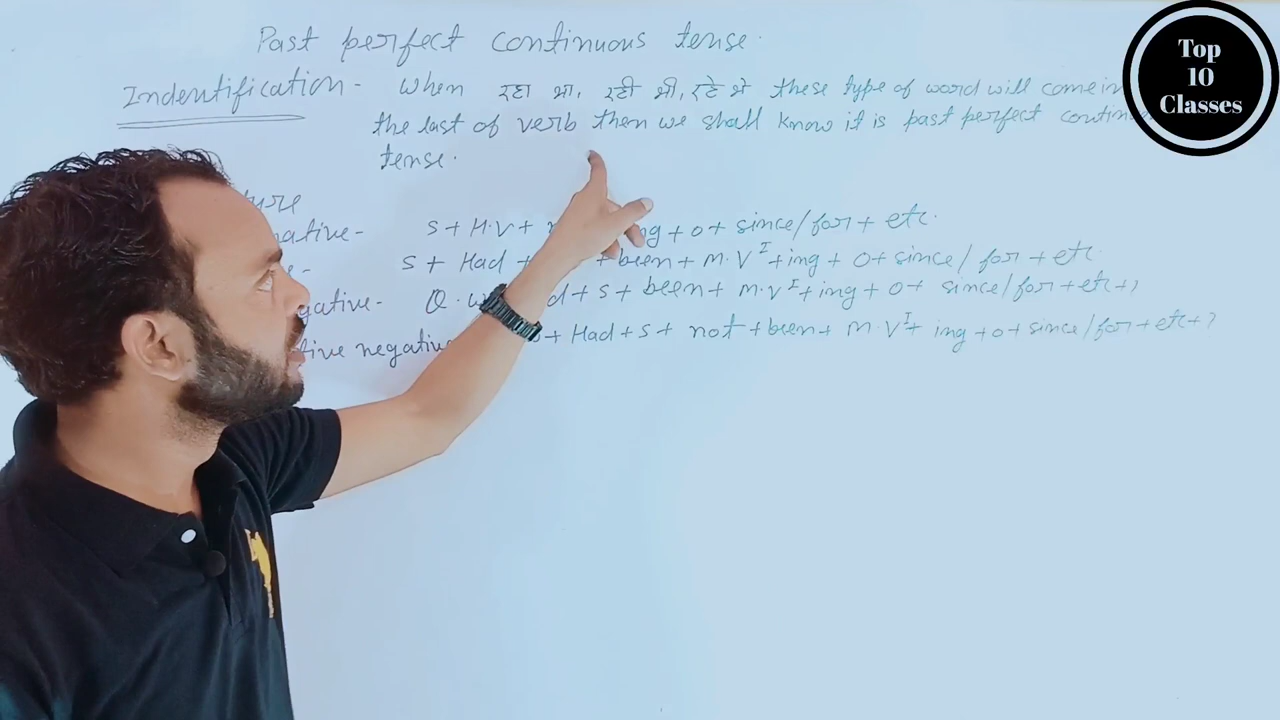 Past perfect continuous tense.
Top
10
Classes
Indentification - When रहा था, रही थी, रहे थे these type of word will come in
the last of verb then we shall know it is past perfect contin
tense.
ture
ative - S + H.V + ing + O + since/for + etc.
- S + Had + + been + M.V I + ing + O + since/for + etc.
gative - Q. w d + S + been + M.V I + ing + O + since/for + etc + ?
tive negative + Had + S + not + been + M.V I + ing + O + since/for + etc + ?